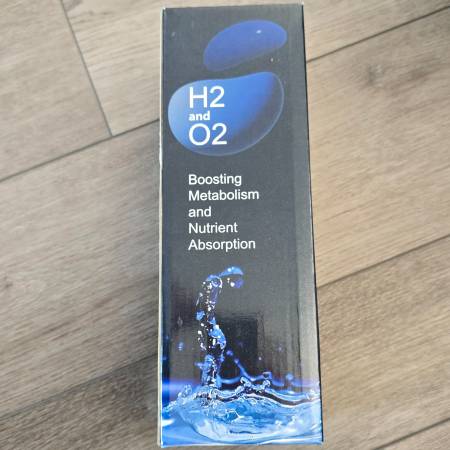 H2
and
O2
Boosting
Metabolism
and
Nutrient
Absorption